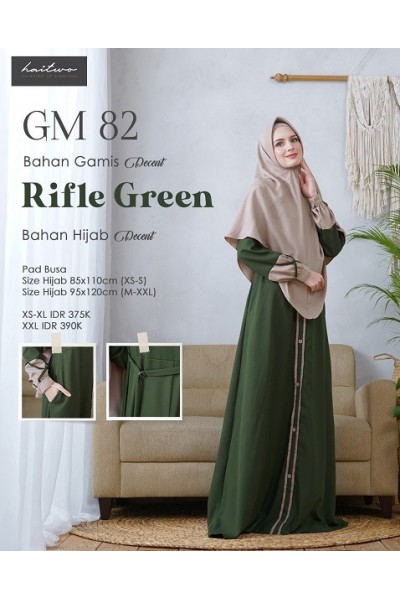 haitwo
GM 82
Bahan Gamis Decent
Rifle Green
Bahan Hijab Decent
Pad Busa
Size Hijab 85x110cm (XS-S)
Size Hijab 95x120cm (M-XXL)
XS-XL IDR 375K
XXL IDR 390K